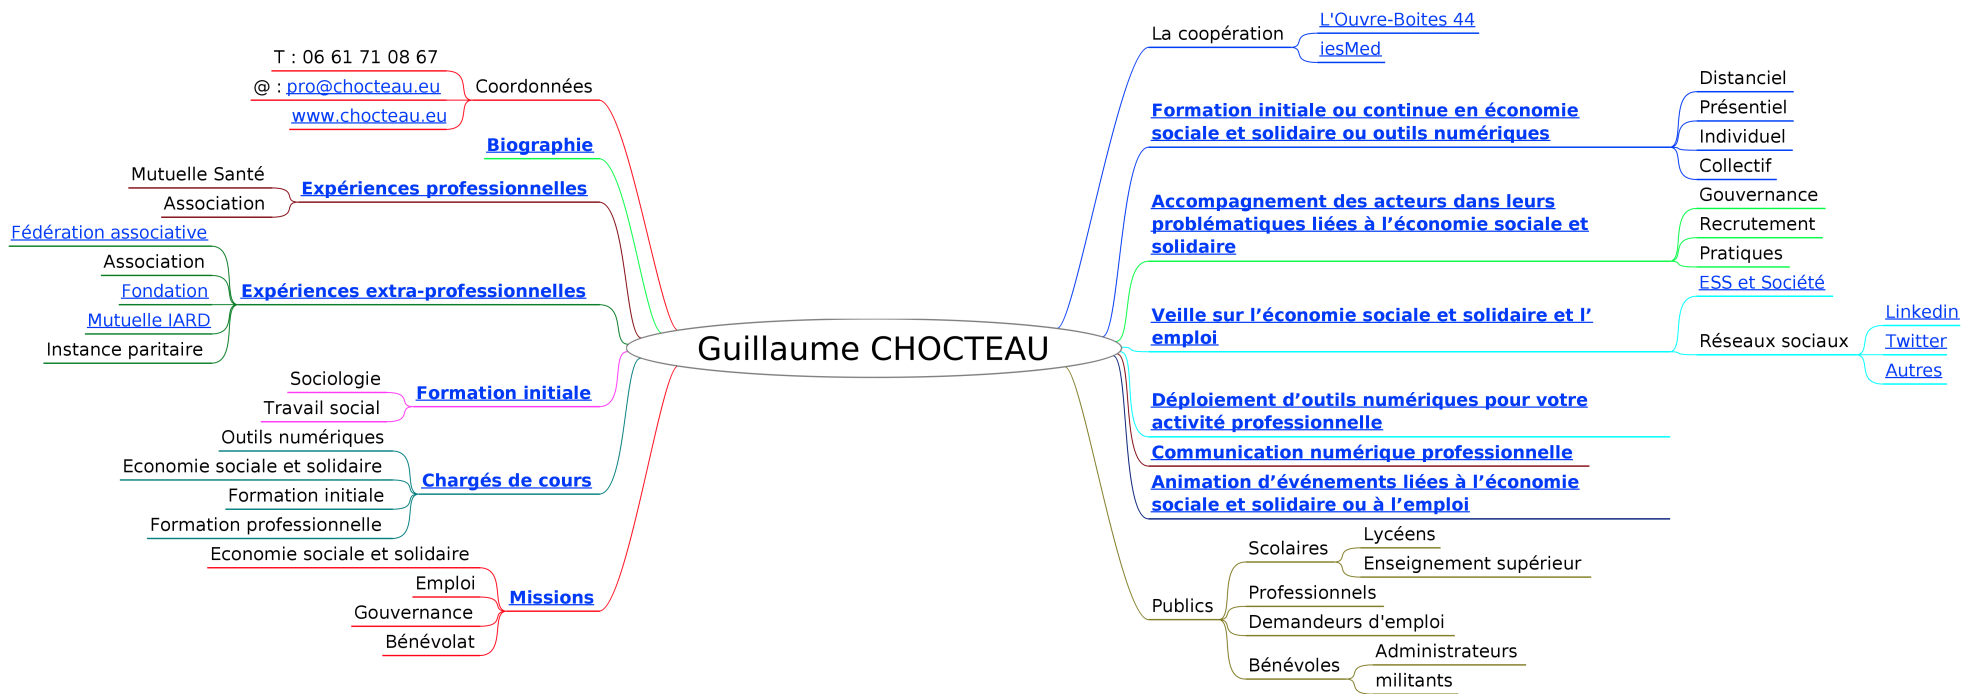 Guillaume CHOCTEAU
Coordonnées
T : 06 61 71 08 67
@ : pro@chocteau.eu
www.chocteau.eu
Biographie
Expériences professionnelles
Mutuelle Santé
Association
Expériences extra-professionnelles
Fédération associative
Association
Fondation
Mutuelle IARD
Instance paritaire
Formation initiale
Sociologie
Travail social
Chargés de cours
Outils numériques
Economie sociale et solidaire
Formation initiale
Formation professionnelle
Missions
Economie sociale et solidaire
Emploi
Gouvernance
Bénévolat
La coopération
L'Ouvre-Boites 44
iesMed
Formation initiale ou continue en économie
sociale et solidaire ou outils numériques
Distanciel
Présentiel
Individuel
Collectif
Accompagnement des acteurs dans leurs
problématiques liées à l’économie sociale et
solidaire
Gouvernance
Recrutement
Pratiques
Veille sur l’économie sociale et solidaire et l’
emploi
ESS et Société
Réseaux sociaux
Linkedin
Twitter
Autres
Déploiement d’outils numériques pour votre
activité professionnelle
Communication numérique professionnelle
Animation d’événements liées à l’économie
sociale et solidaire ou à l’emploi
Publics
Scolaires
Lycéens
Enseignement supérieur
Professionnels
Demandeurs d'emploi
Bénévoles
Administrateurs
militants